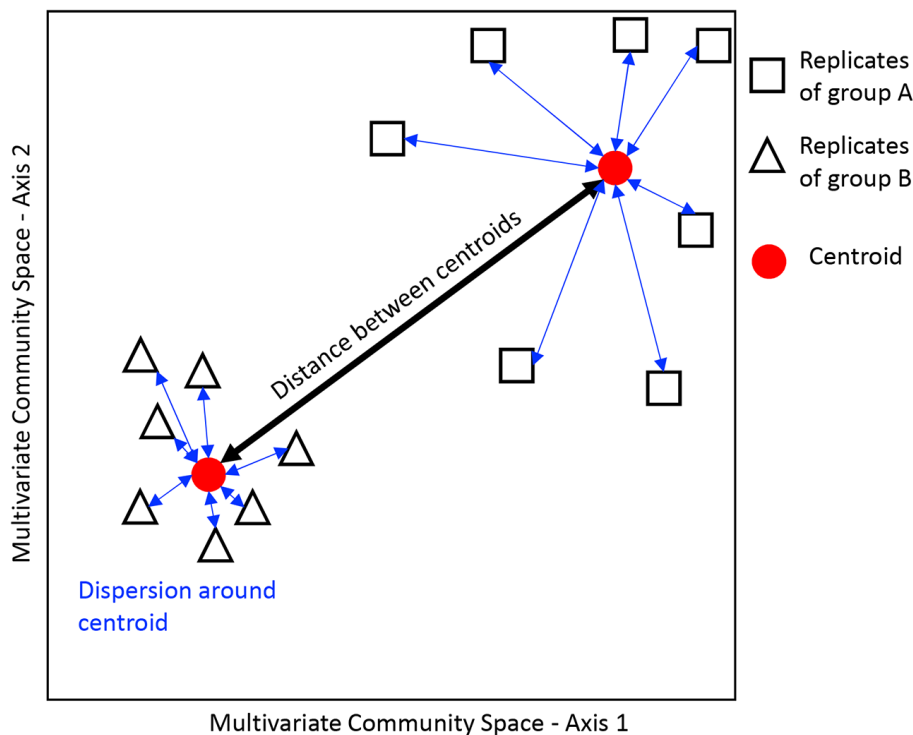 Multivariate Community Space - Axis 2
Distance between centroids
Dispersion around
centroid
Multivariate Community Space - Axis 1
Replicates
of group A
Replicates
of group B
Centroid